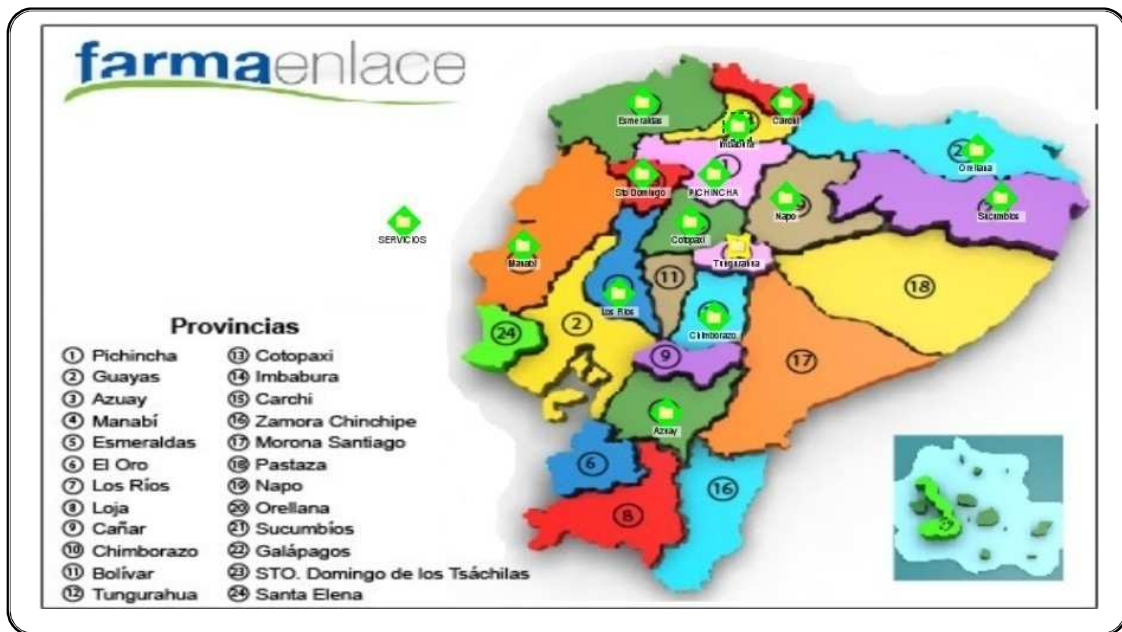 farmaenlace
Esmeraldas
Carchi
Imbabura
2
Orellana
Sto Domingo
1
PICHINCHA
Napo
Sucumbios
SERVICIOS
Cotopaxi
Manabí
Tungurahua
11
18
Los Ríos
24
2
Chimborazo
9
17
Azuay
6
16
8
Provincias
1 Pichincha
2 Guayas
3 Azuay
4 Manabí
5 Esmeraldas
6 El Oro
7 Los Ríos
8 Loja
9 Cañar
10 Chimborazo
11 Bolívar
12 Tungurahua
13 Cotopaxi
14 Imbabura
15 Carchi
16 Zamora Chinchipe
17 Morona Santiago
18 Pastaza
19 Napo
20 Orellana
21 Sucumbíos
22 Galápagos
23 STO. Domingo de los Tsáchilas
24 Santa Elena